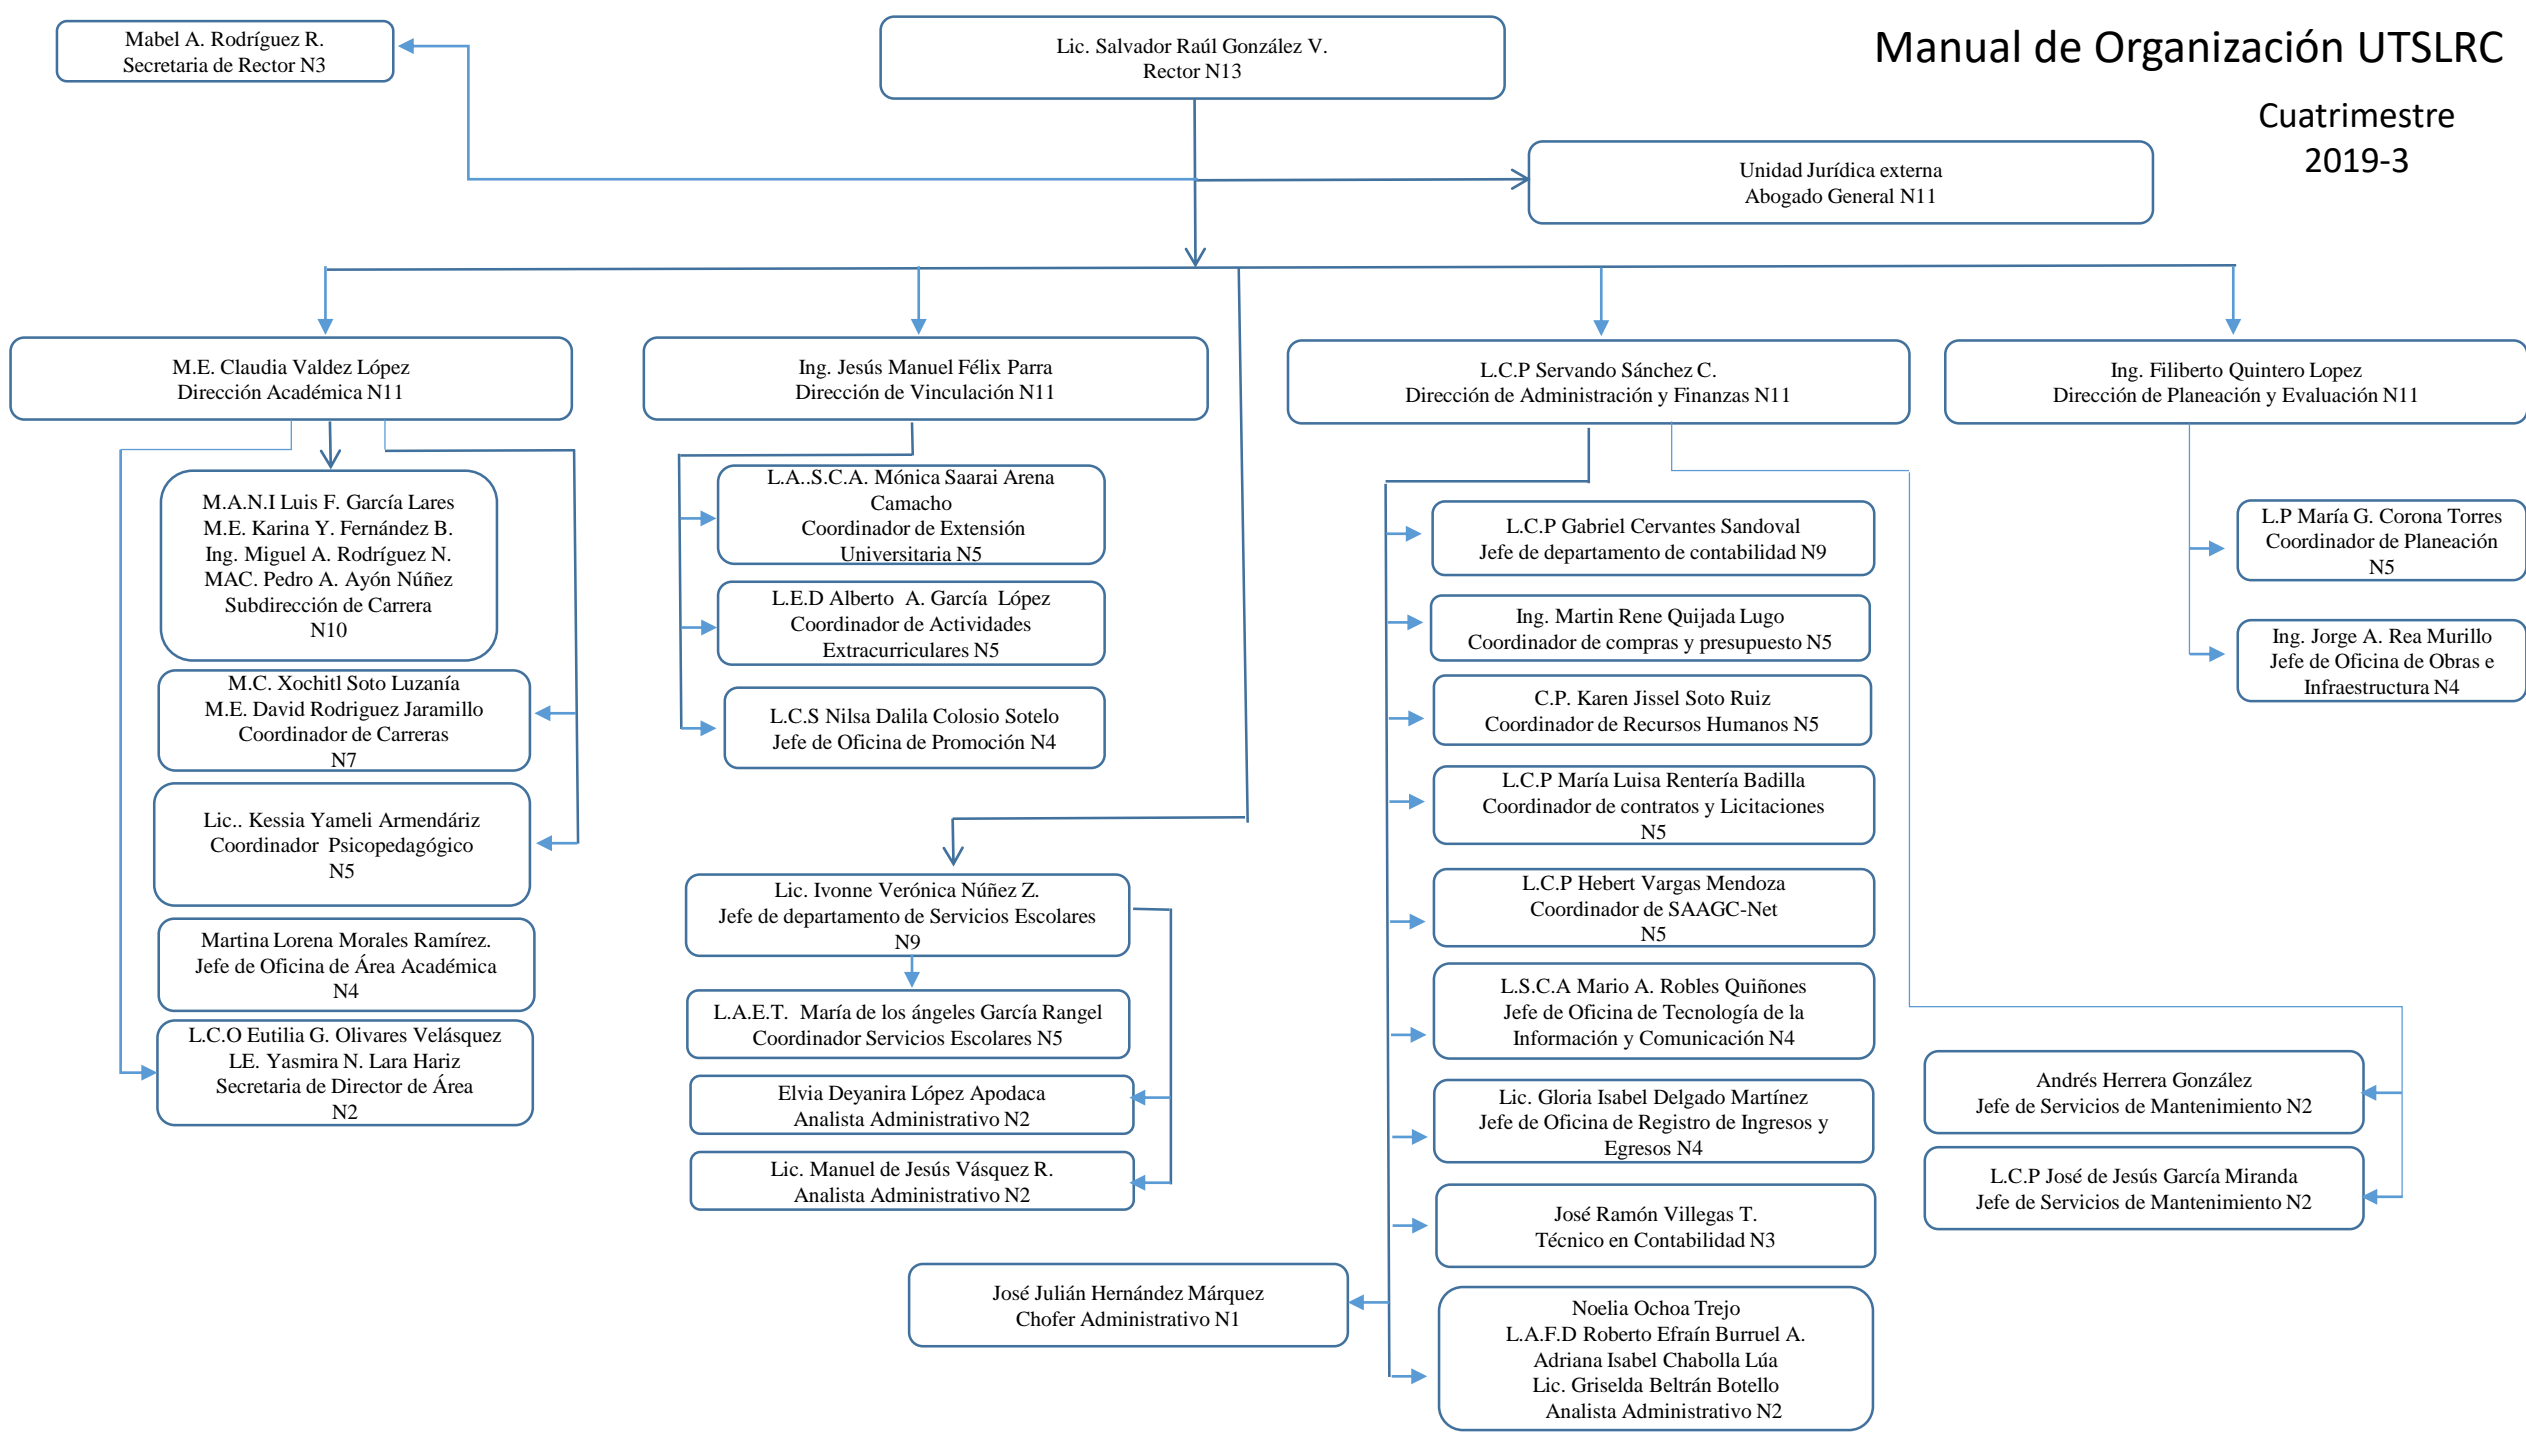 Manual de Organización UTSLRC
Cuatrimestre
2019-3
Mabel A. Rodríguez R.
Secretaria de Rector N3
Lic. Salvador Raúl González V.
Rector N13
Unidad Jurídica externa
Abogado General N11
M.E. Claudia Valdez López
Dirección Académica N11
M.A.N.I Luis F. García Lares
M.E. Karina Y. Fernández B.
Ing. Miguel A. Rodríguez N.
MAC. Pedro A. Ayón Núñez
Subdirección de Carrera
N10
M.C. Xochitl Soto Luzanía
M.E. David Rodriguez Jaramillo
Coordinador de Carreras
N7
Lic.. Kessia Yameli Armendáriz
Coordinador Psicopedagógico
N5
Martina Lorena Morales Ramírez.
Jefe de Oficina de Área Académica
N4
L.C.O Eutilia G. Olivares Velásquez
LE. Yasmira N. Lara Hariz
Secretaria de Director de Área
N2
Ing. Jesús Manuel Félix Parra
Dirección de Vinculación N11
L.A..S.C.A. Mónica Saarai Arena
Camacho
Coordinador de Extensión
Universitaria N5
L.E.D Alberto A. García López
Coordinador de Actividades
Extracurriculares N5
L.C.S Nilsa Dalila Colosio Sotelo
Jefe de Oficina de Promoción N4
Lic. Ivonne Verónica Núñez Z.
Jefe de departamento de Servicios Escolares
N9
L.A.E.T. María de los ángeles García Rangel
Coordinador Servicios Escolares N5
Elvia Deyanira López Apodaca
Analista Administrativo N2
Lic. Manuel de Jesús Vásquez R.
Analista Administrativo N2
L.C.P Servando Sánchez C.
Dirección de Administración y Finanzas N11
L.C.P Gabriel Cervantes Sandoval
Jefe de departamento de contabilidad N9
Ing. Martin Rene Quijada Lugo
Coordinador de compras y presupuesto N5
C.P. Karen Jissel Soto Ruiz
Coordinador de Recursos Humanos N5
L.C.P María Luisa Rentería Badilla
Coordinador de contratos y Licitaciones
N5
L.C.P Hebert Vargas Mendoza
Coordinador de SAAGC-Net
N5
L.S.C.A Mario A. Robles Quiñones
Jefe de Oficina de Tecnología de la
Información y Comunicación N4
Lic. Gloria Isabel Delgado Martínez
Jefe de Oficina de Registro de Ingresos y
Egresos N4
José Ramón Villegas T.
Técnico en Contabilidad N3
José Julián Hernández Márquez
Chofer Administrativo N1
Noelia Ochoa Trejo
L.A.F.D Roberto Efraín Burruel A.
Adriana Isabel Chabolla Lúa
Lic. Griselda Beltrán Botello
Analista Administrativo N2
Andrés Herrera González
Jefe de Servicios de Mantenimiento N2
L.C.P José de Jesús García Miranda
Jefe de Servicios de Mantenimiento N2
Ing. Filiberto Quintero Lopez
Dirección de Planeación y Evaluación N11
L.P María G. Corona Torres
Coordinador de Planeación
N5
Ing. Jorge A. Rea Murillo
Jefe de Oficina de Obras e
Infraestructura N4